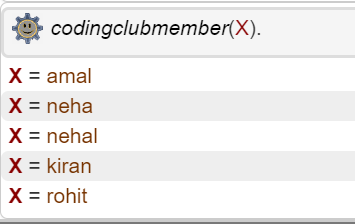 codingclubmember(X).
X = amal
X = neha
X = nehal
X = kiran
X = rohit